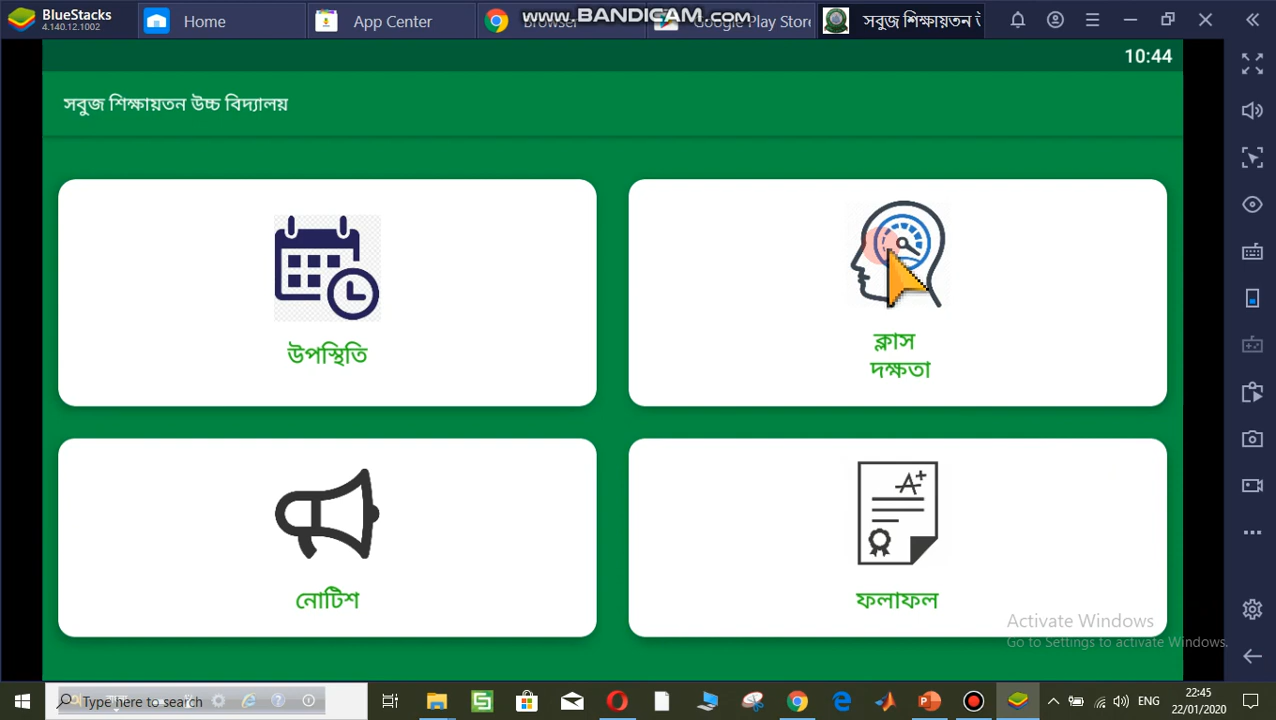 BlueStacks
4.140.12.1002
Home
App Center
Browser
Google Play Store
সবুজ শিক্ষায়তন উ
www.BANDICAM.com
10:44
সবুজ শিক্ষায়তন উচ্চ বিদ্যালয়
উপস্থিতি
ক্লাস
দক্ষতা
A+
নোটিশ
ফলাফল
Activate Windows
Go to Settings to activate Windows.
Type here to search
ENG
22:45
22/01/2020